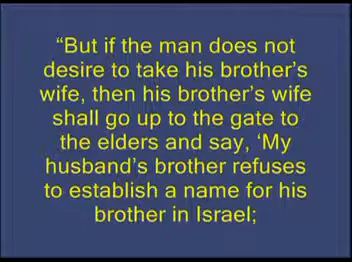 “But if the man does not
desire to take his brother’s
wife, then his brother’s wife
shall go up to the gate to
the elders and say, ‘My
husband’s brother refuses
to establish a name for his
brother in Israel;